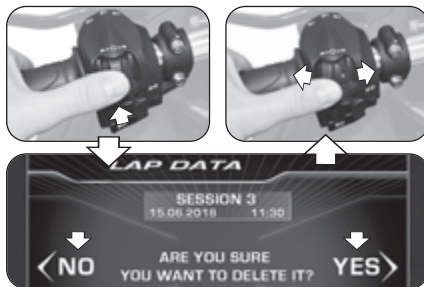 LAP DATA
SESSION 3
15.06.2018 11:30
NO
ARE YOU SURE
YOU WANT TO DELETE IT?
YES